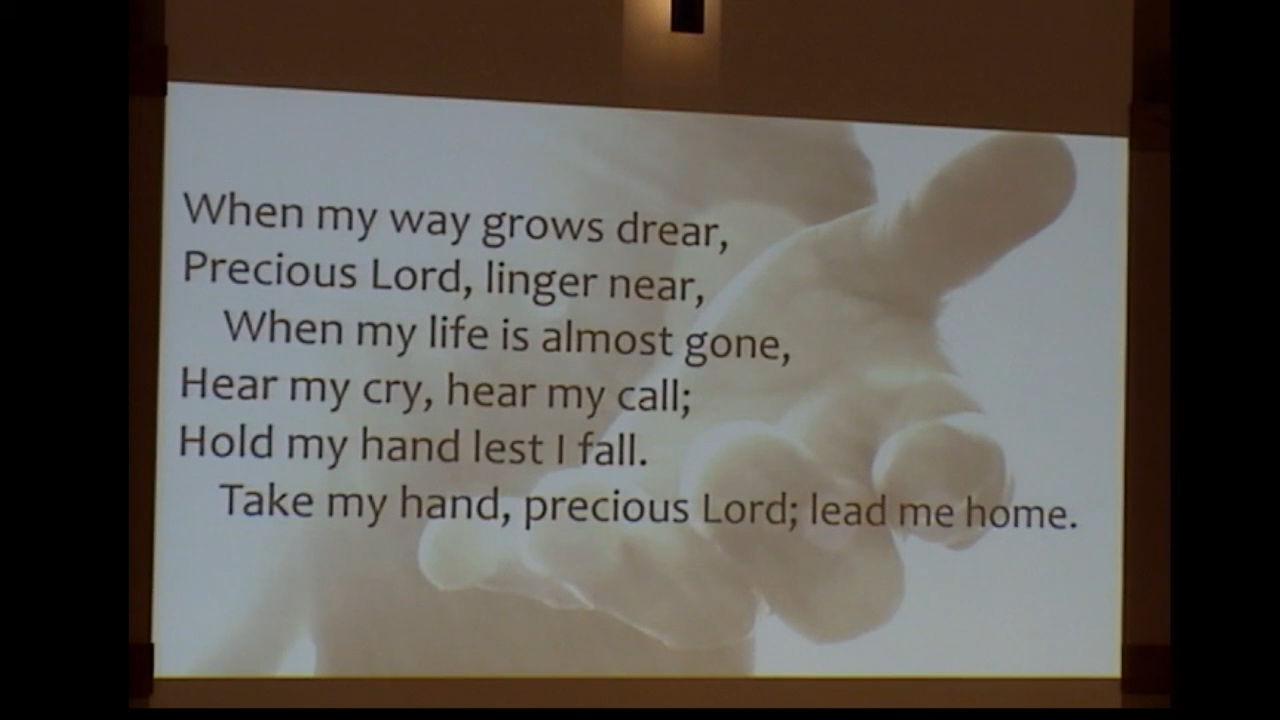 When my way grows drear,
Precious Lord, linger near,
When my life is almost gone,
Hear my cry, hear my call;
Hold my hand lest I fall.
Take my hand, precious Lord; lead me home.